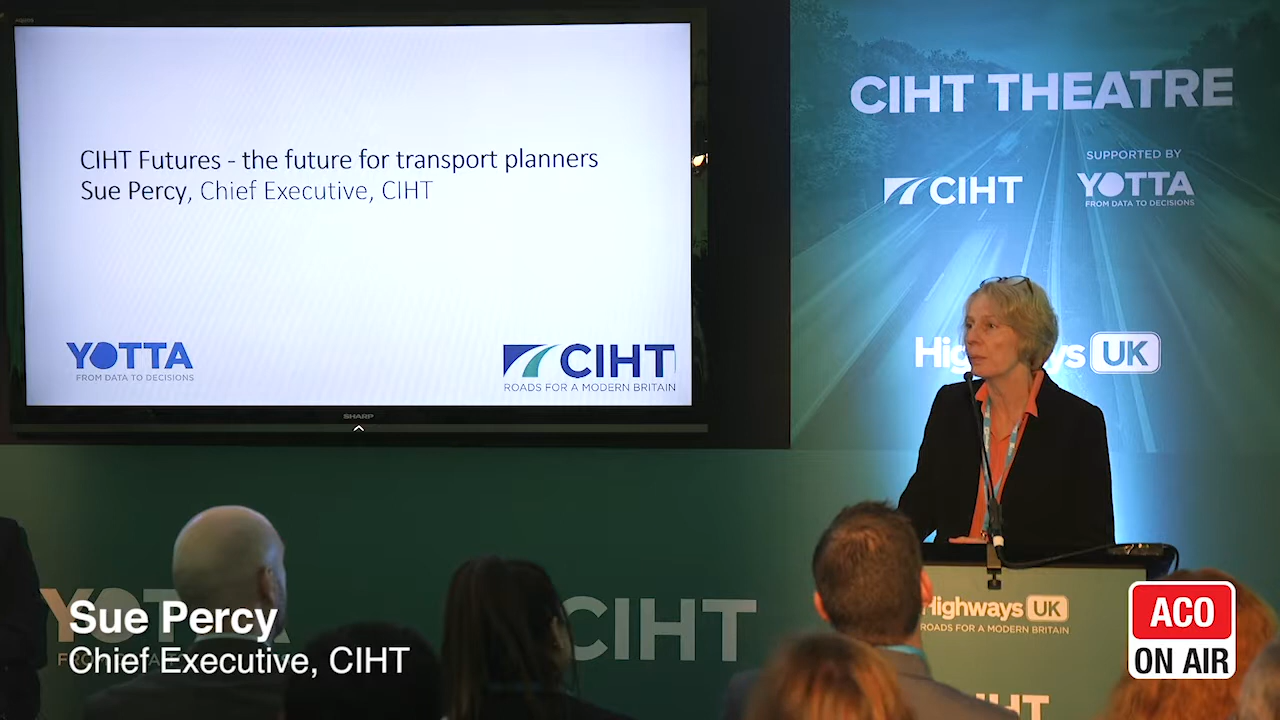 CIHT Futures - the future for transport planners
Sue Percy, Chief Executive, CIHT
YOTTA
FROM DATA TO DECISIONS
CIHT
ROADS FOR A MODERN BRITAIN
SHARP
CIHT THEATRE
SUPPORTED BY
CIHT
YOTTA
FROM DATA TO DECISIONS
Highways UK
CIHT
Highways UK
ROADS FOR A MODERN BRITAIN
Sue Percy
Chief Executive, CIHT
ACO
ON AIR